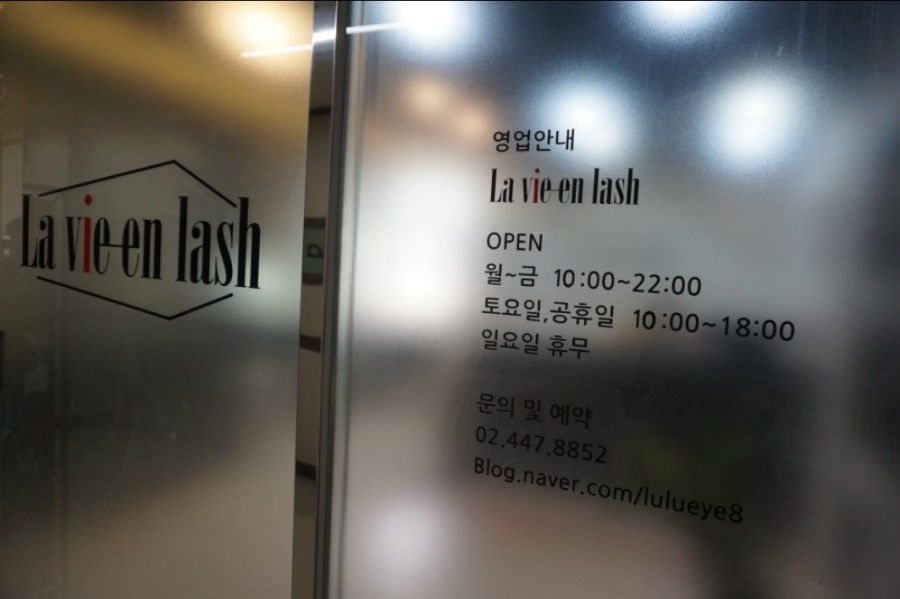 La vie en lash
영업안내
La vie en lash
OPEN
월~금 10:00~22:00
토요일,공휴일 10:00~18:00
일요일 휴무
문의 및 예약
02.447.8852
Blog.naver.com/lulueye8